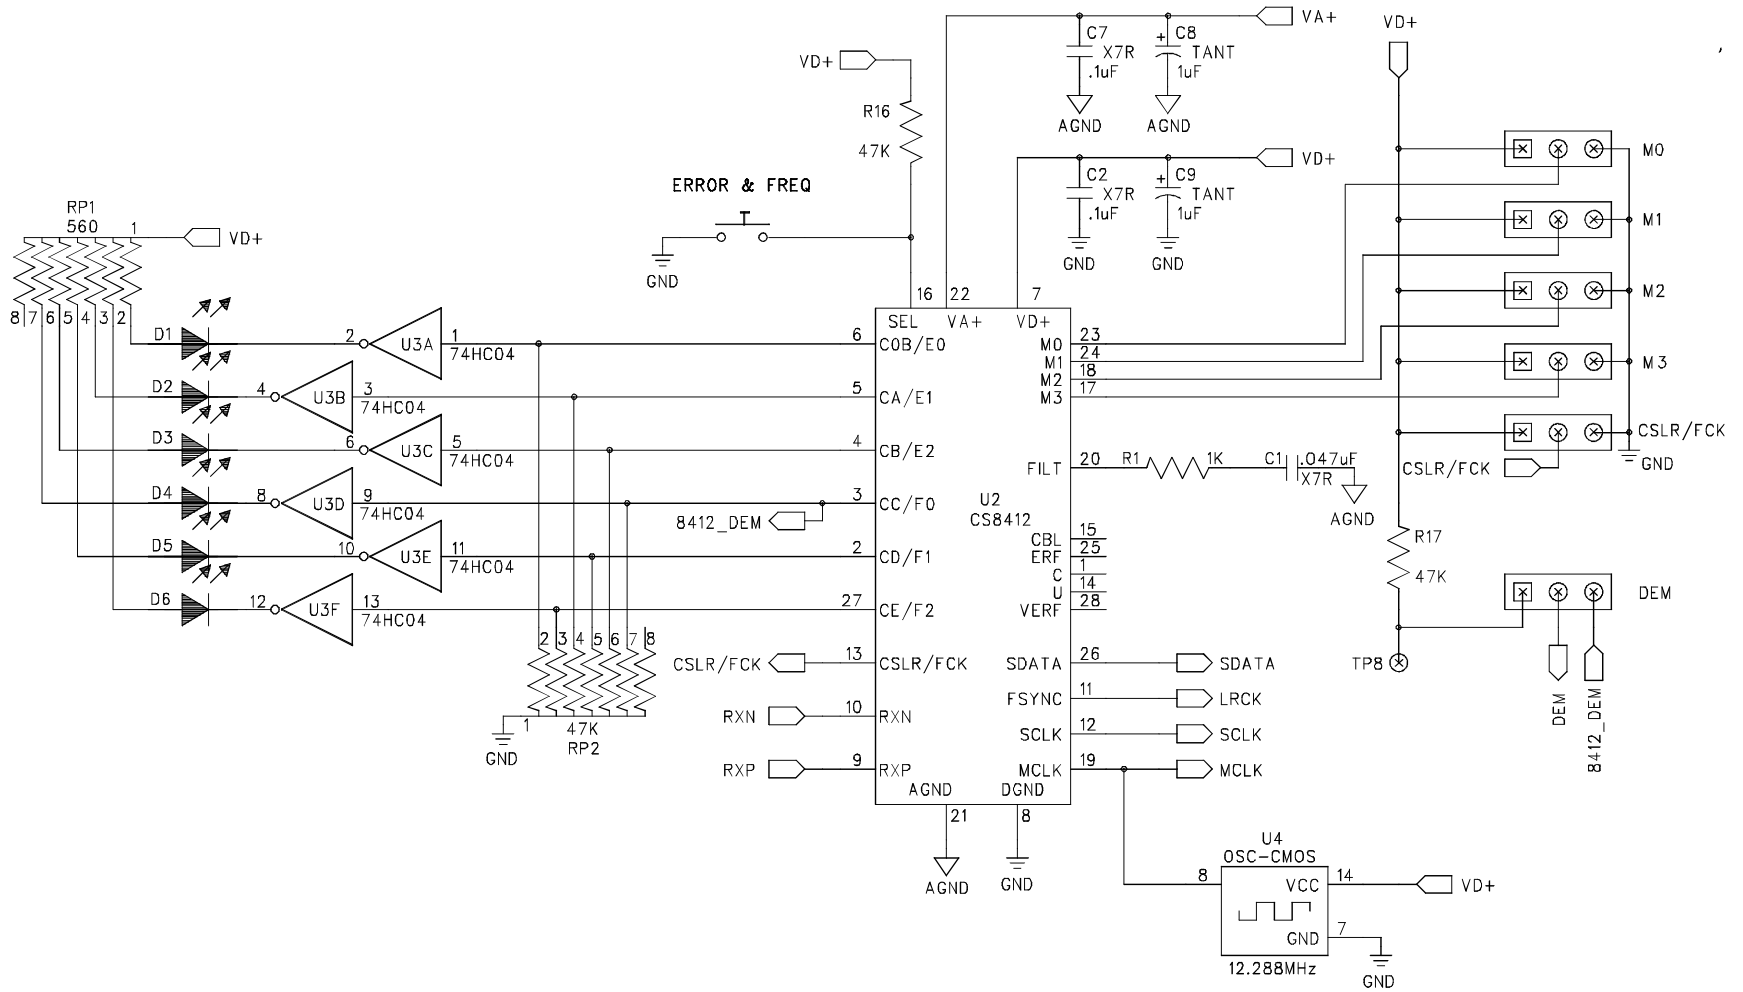 VA+
C7
X7R
.1uF
AGND
C8
TANT
1uF
AGND
VD+
VD+
R16
47K
VD+
C2
X7R
.1uF
GND
C9
TANT
1uF
GND
ERROR & FREQ
GND
RP1
560
1
VD+
8 7 6 5 4 3 2
D1
2
U3A
1
74HC04
D2
4
U3B
3
74HC04
D3
6
U3C
5
74HC04
D4
8
U3D
9
74HC04
D5
10
U3E
11
74HC04
D6
12
U3F
13
74HC04
8412_DEM
2 3 4 5 6 7 8
1
47K
RP2
GND
CSLR/FCK
RXN
RXP
16
22
7
SEL
VA+
VD+
6
COB/E0
5
CA/E1
4
CB/E2
3
CC/F0
2
CD/F1
27
CE/F2
13
CSLR/FCK
10
RXN
9
RXP
U2
CS8412
M0
23
M1
24
M2
18
M3
17
FILT
20
R1
1K
C1
.047uF
X7R
AGND
CBL
15
ERF
25
C
1
U
14
VERF
28
SDATA
26
SDATA
FSYNC
11
LRCK
SCLK
12
SCLK
MCLK
19
MCLK
AGND
DGND
21
8
AGND
GND
U4
OSC-CMOS
8
VCC
14
VD+
GND
7
GND
12.288MHz
M0
M1
M2
M3
CSLR/FCK
CSLR/FCK
GND
R17
47K
TP8
DEM
DEM
8412_DEM